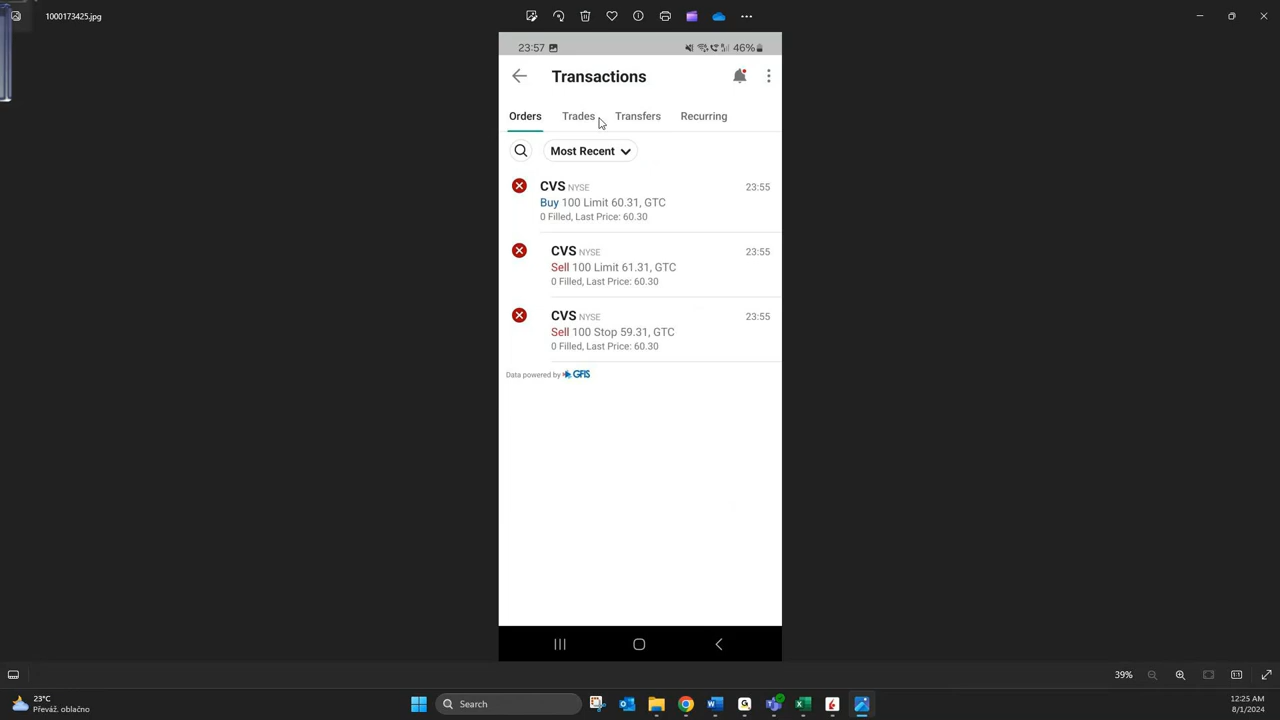 1000173425.jpg
23:57
46%
Transactions
Orders Trades Transfers Recurring
Most Recent
CVS NYSE 23:55
Buy 100 Limit 60.31, GTC
0 Filled, Last Price: 60.30
CVS NYSE 23:55
Sell 100 Limit 61.31, GTC
0 Filled, Last Price: 60.30
CVS NYSE 23:55
Sell 100 Stop 59.31, GTC
0 Filled, Last Price: 60.30
Data powered by GFIS
39%
23°C
Převáž. oblačno
Search
12:25 AM
8/1/2024